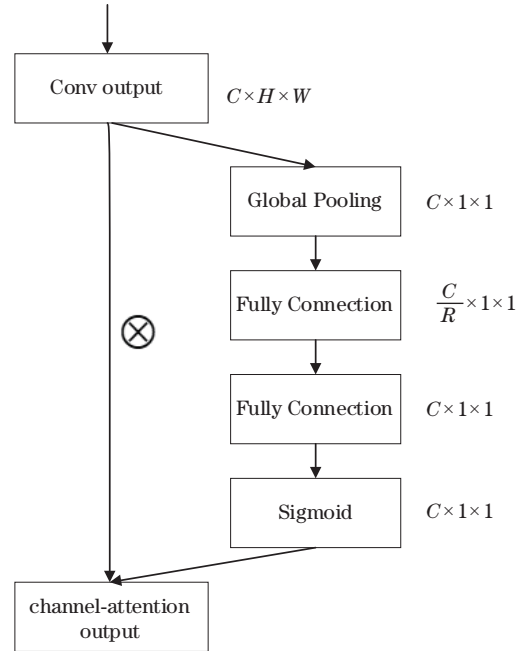 Conv output
C×H×W
Global Pooling
C×1×1
Fully Connection
C/R×1×1
Fully Connection
C×1×1
Sigmoid
C×1×1
channel-attention
output